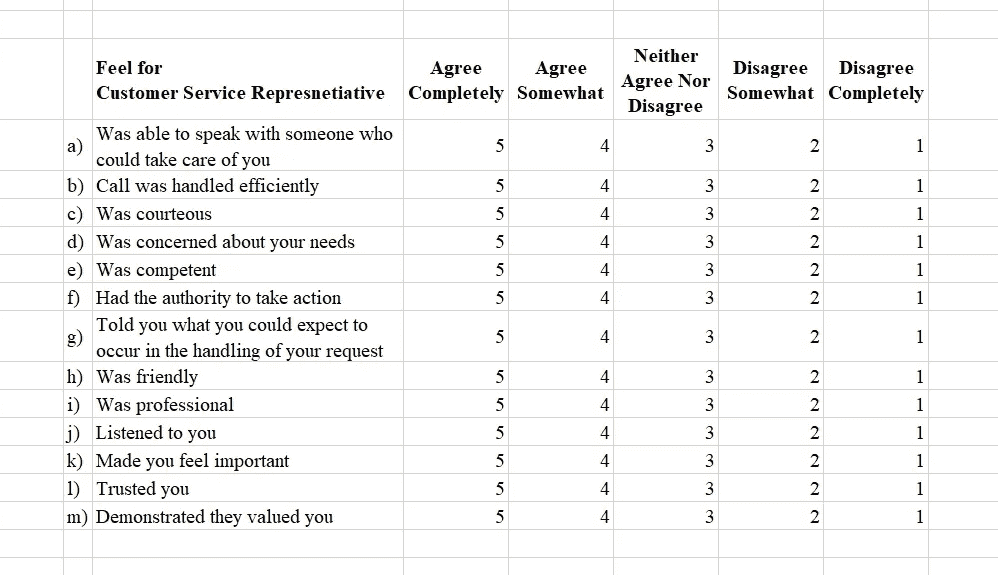 Feel for
Customer Service Represnetiative
Agree
Completely
Agree
Somewhat
Neither
Agree Nor
Disagree
Disagree
Somewhat
Disagree
Completely
a) Was able to speak with someone who
could take care of you 5 4 3 2 1
b) Call was handled efficiently 5 4 3 2 1
c) Was courteous 5 4 3 2 1
d) Was concerned about your needs 5 4 3 2 1
e) Was competent 5 4 3 2 1
f) Had the authority to take action 5 4 3 2 1
g) Told you what you could expect to
occur in the handling of your request 5 4 3 2 1
h) Was friendly 5 4 3 2 1
i) Was professional 5 4 3 2 1
j) Listened to you 5 4 3 2 1
k) Made you feel important 5 4 3 2 1
l) Trusted you 5 4 3 2 1
m) Demonstrated they valued you 5 4 3 2 1